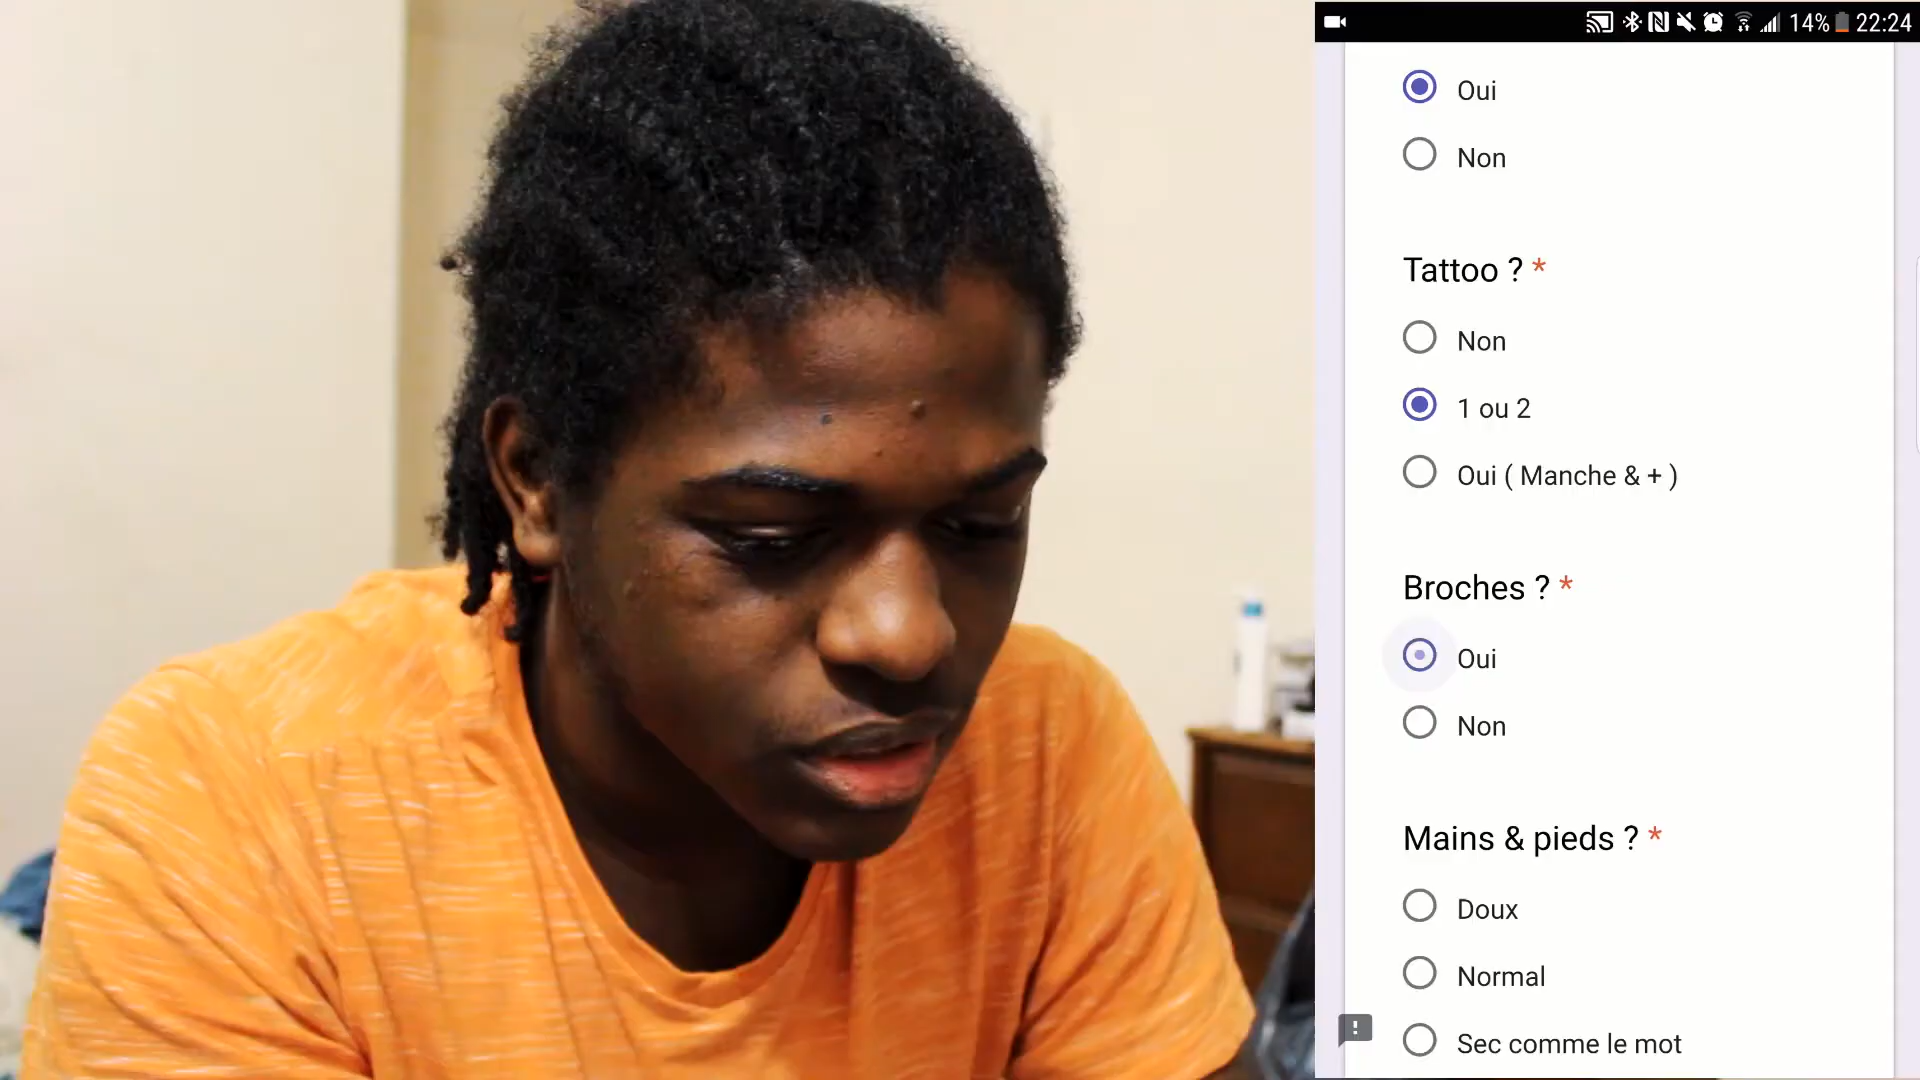 14% 22:24
Oui
Non
Tattoo ? *
Non
1 ou 2
Oui ( Manche & + )
Broches ? *
Oui
Non
Mains & pieds ? *
Doux
Normal
Sec comme le mot